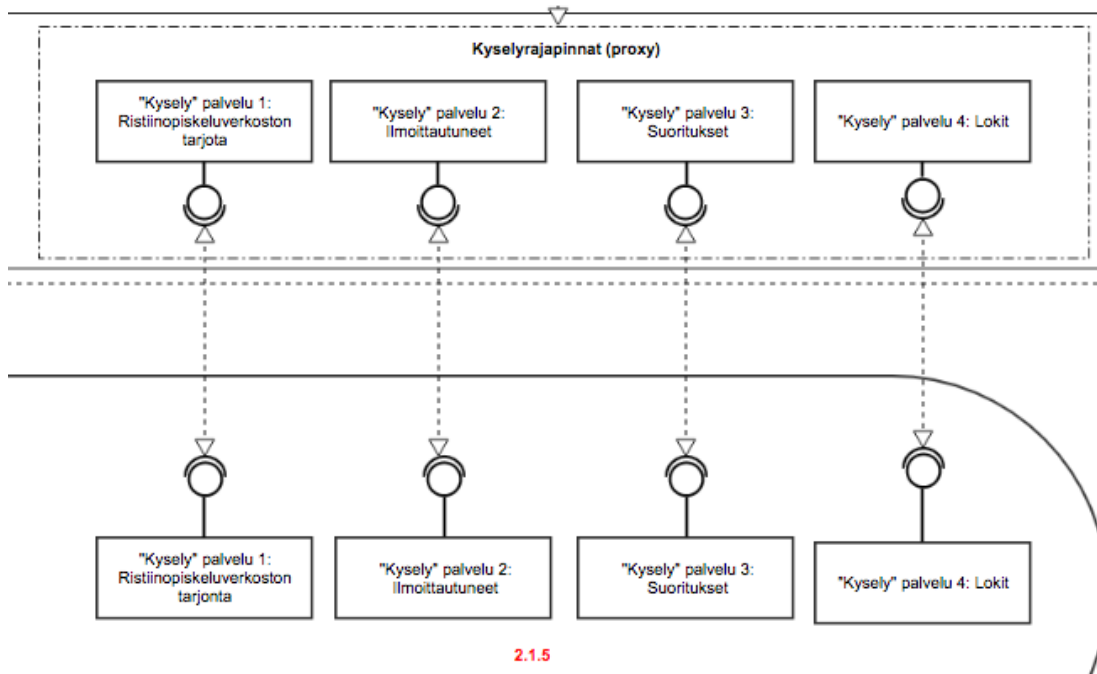 Kyselyrajapinnat (proxy)
"Kysely" palvelu 1:
Ristiinopiskeluverkoston
tarjota
"Kysely" palvelu 2:
Ilmoittautuneet
"Kysely" palvelu 3:
Suoritukset
"Kysely" palvelu 4: Lokit
"Kysely" palvelu 1:
Ristiinopiskeluverkoston
tarjonta
"Kysely" palvelu 2:
Ilmoittautuneet
"Kysely" palvelu 3:
Suoritukset
"Kysely" palvelu 4: Lokit
2.1.5